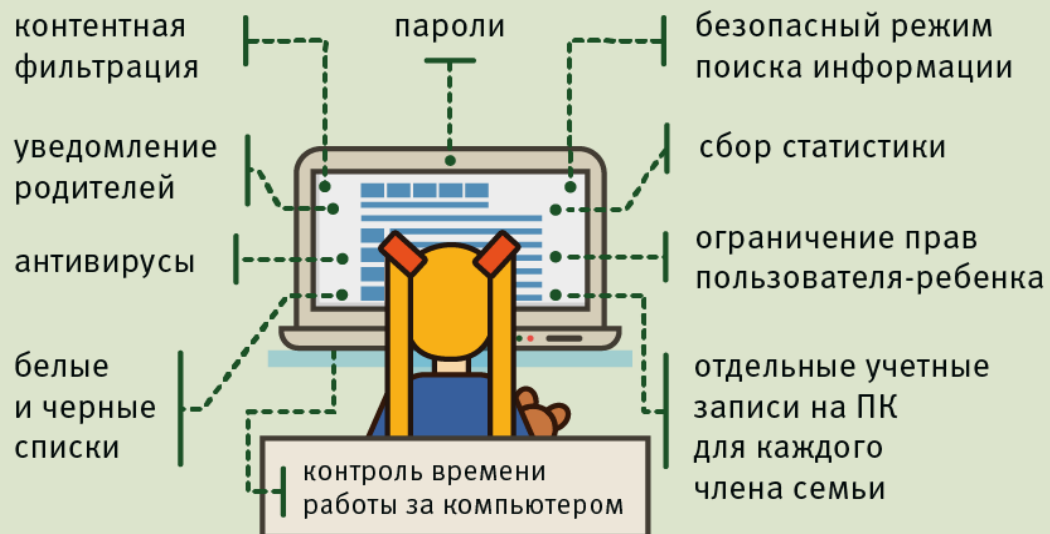 контентная
фильтрация
пароли
безопасный режим
поиска информации
уведомление
родителей
сбор статистики
антивирусы
ограничение прав
пользователя-ребенка
белые
и черные
списки
отдельные учетные
записи на ПК
для каждого
члена семьи
контроль времени
работы за компьютером